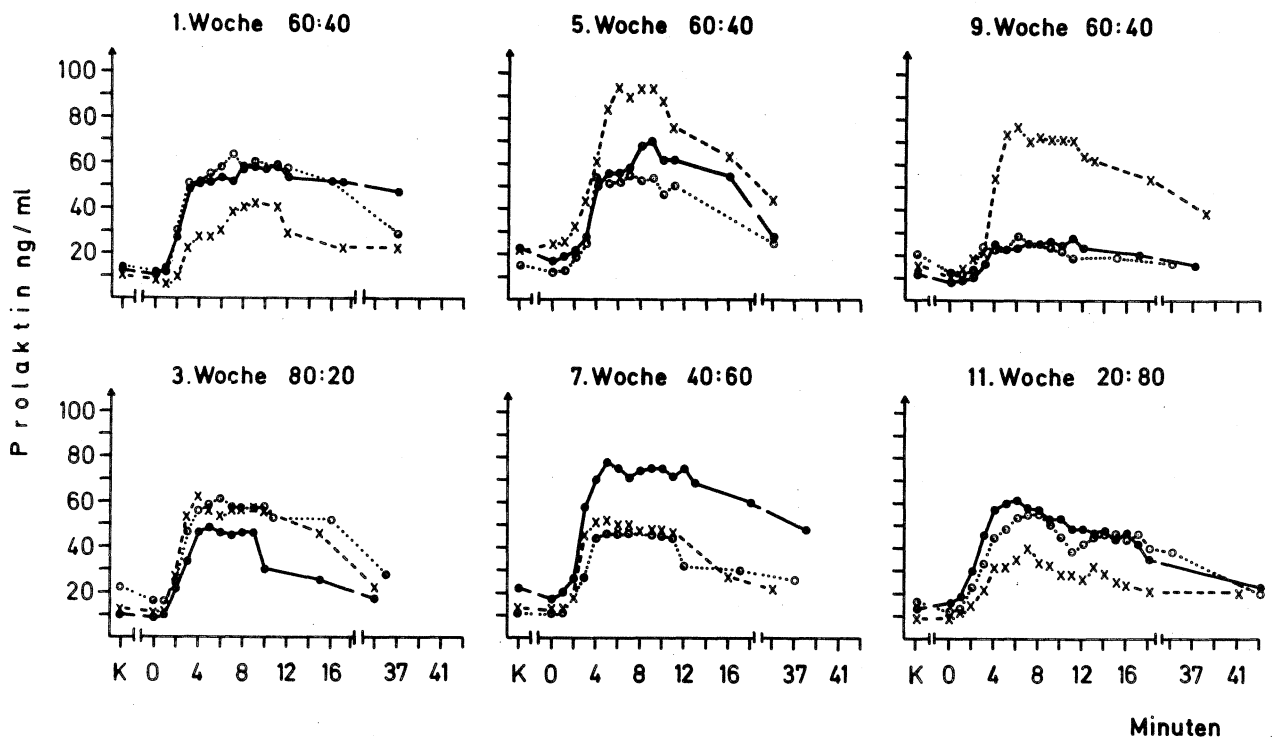 1.Woche 60:40
5.Woche 60:40
9.Woche 60:40
Prolaktin ng/ml
100
80
60
40
20
3.Woche 80:20
7.Woche 40:60
11.Woche 20:80
100
80
60
40
20
K 0 4 8 12 16 37 41
K 0 4 8 12 16 37 41
K 0 4 8 12 16 37 41
Minuten